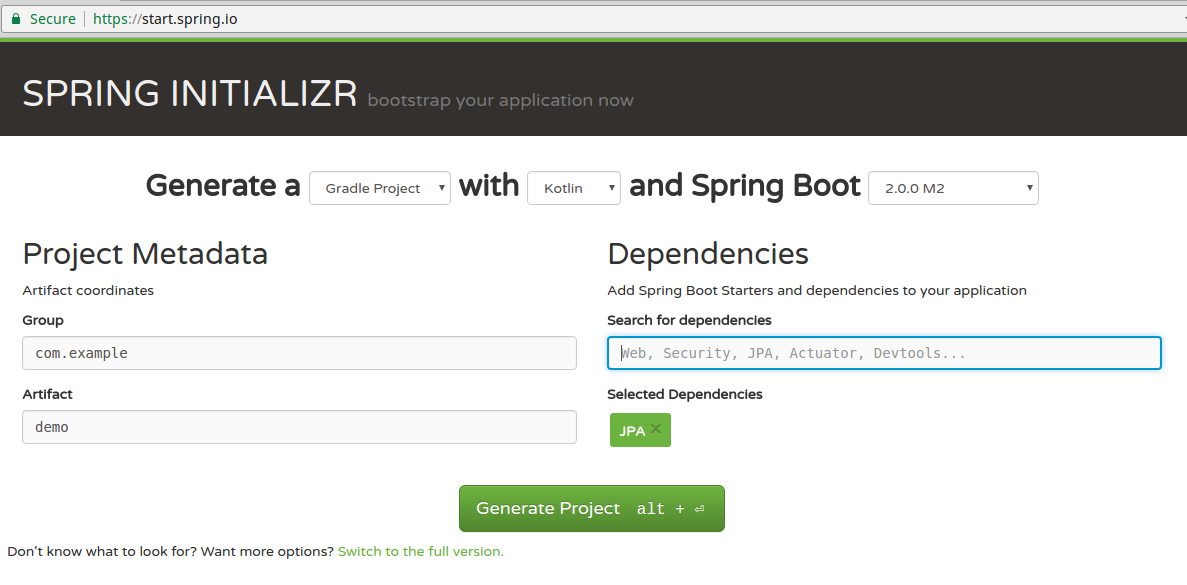 Secure https://start.spring.io
SPRING INITIALIZR bootstrap your application now
Generate a Gradle Project with Kotlin and Spring Boot 2.0.0 M2
Project Metadata
Artifact coordinates
Group
com.example
Artifact
demo
Dependencies
Add Spring Boot Starters and dependencies to your application
Search for dependencies
Web, Security, JPA, Actuator, Devtools...
Selected Dependencies
JPA ✕
Generate Project alt + ⏎
Don't know what to look for? Want more options? Switch to the full version.